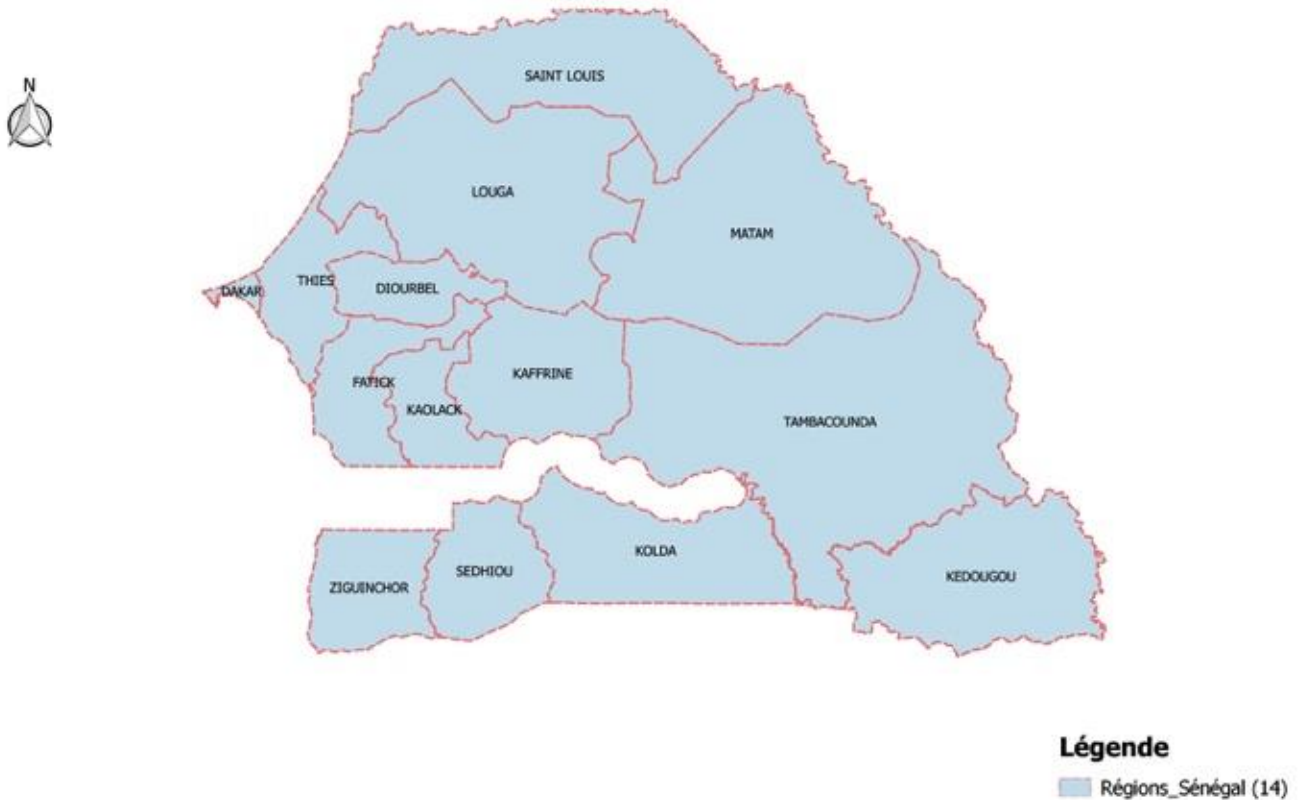 SAINT LOUIS
N
LOUGA
MATAM
THIES
DIOURBEL
DAKAR
KAFFRINE
FATICK
KAOLACK
TAMBACOUNDA
KOLDA
SEDHIOU
KEDOUGOU
ZIGUINCHOR
Légende
Régions_Sénégal (14)